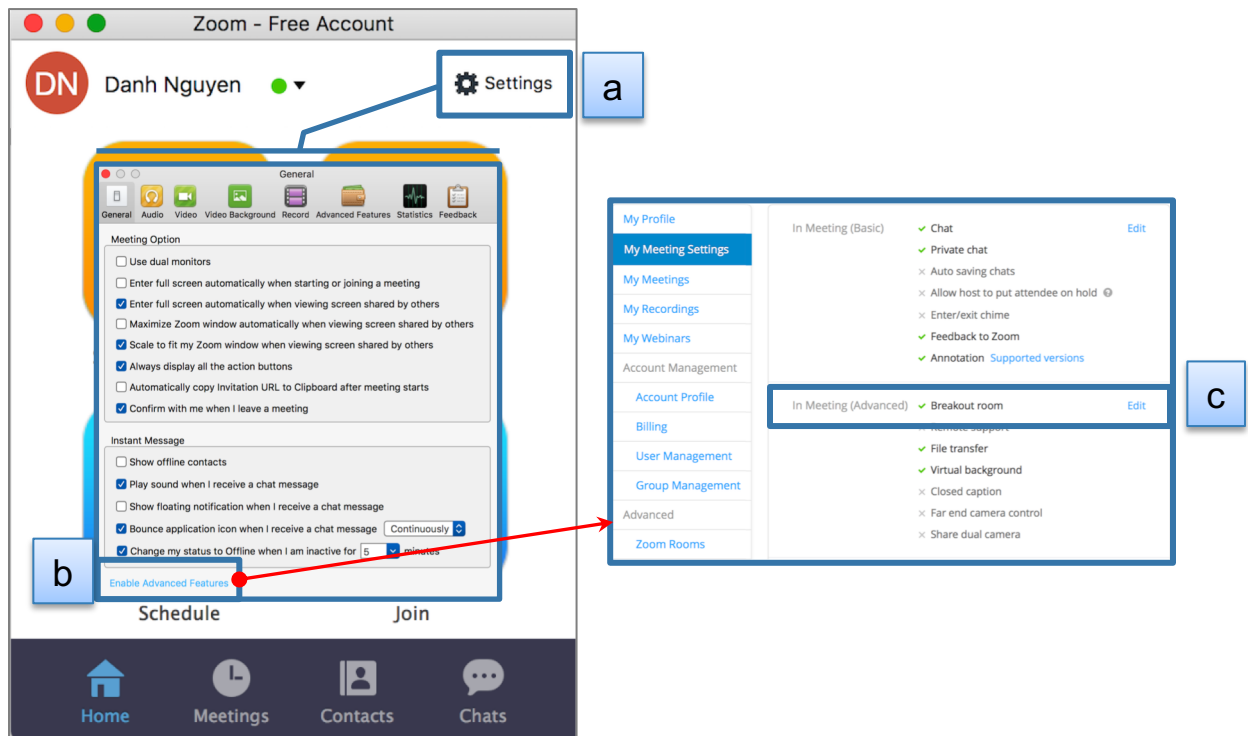 Zoom - Free Account
DN
Danh Nguyen
Settings
a
General
General Audio Video Video Background Record Advanced Features Statistics Feedback
Meeting Option
Use dual monitors
Enter full screen automatically when starting or joining a meeting
Enter full screen automatically when viewing screen shared by others
Maximize Zoom window automatically when viewing screen shared by others
Scale to fit my Zoom window when viewing screen shared by others
Always display all the action buttons
Automatically copy Invitation URL to Clipboard after meeting starts
Confirm with me when I leave a meeting
Instant Message
Show offline contacts
Play sound when I receive a chat message
Show floating notification when I receive a chat message
Bounce application icon when I receive a chat message Continuously
Change my status to Offline when I am inactive for 5 minutes
b
Enable Advanced Features
Schedule Join
Home Meetings Contacts Chats
My Profile
My Meeting Settings
My Meetings
My Recordings
My Webinars
Account Management
Account Profile
Billing
User Management
Group Management
Advanced
Zoom Rooms
In Meeting (Basic) Chat Edit
Private chat
Auto saving chats
Allow host to put attendee on hold
Enter/exit chime
Feedback to Zoom
Annotation Supported versions
In Meeting (Advanced) Breakout room Edit
c
Remote support
File transfer
Virtual background
Closed caption
Far end camera control
Share dual camera